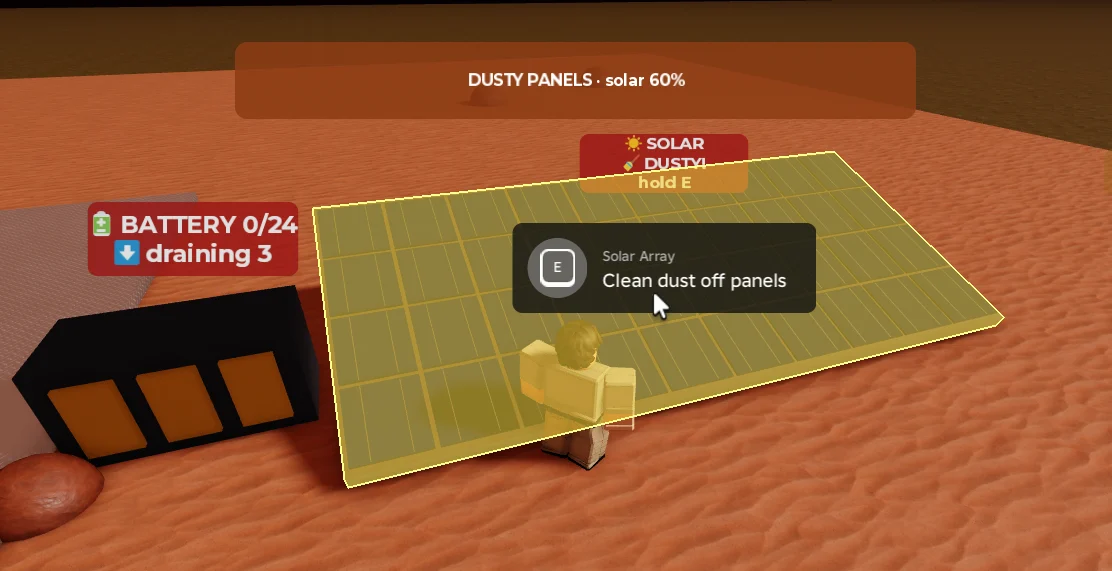 DUSTY PANELS · solar 60%
☀️ SOLAR
🧹 DUSTY!
hold E
🔋 BATTERY 0/24
⬇️ draining 3
Solar Array
E
Clean dust off panels